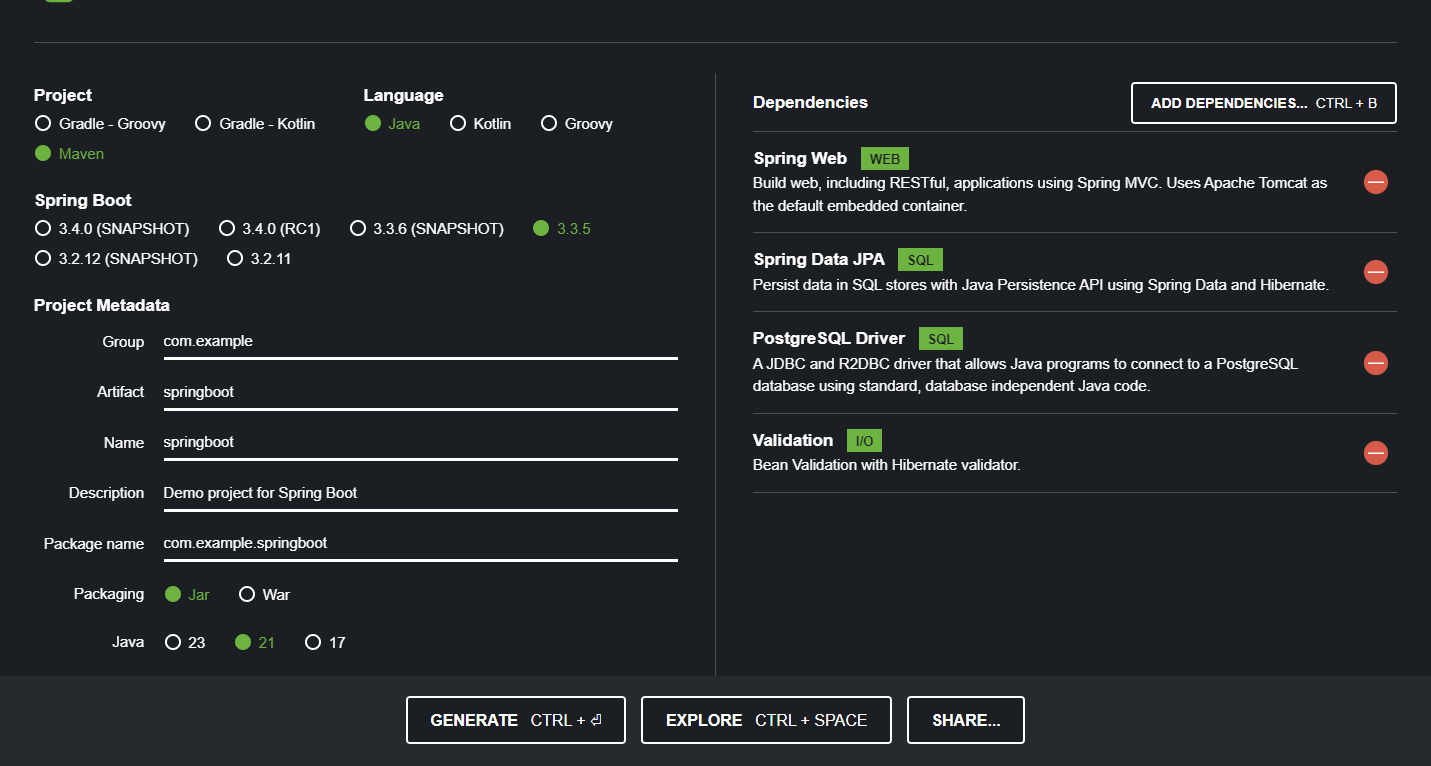 Project
Gradle - Groovy Gradle - Kotlin
Maven
Language
Java Kotlin Groovy
Spring Boot
3.4.0 (SNAPSHOT) 3.4.0 (RC1) 3.3.6 (SNAPSHOT) 3.3.5
3.2.12 (SNAPSHOT) 3.2.11
Project Metadata
Group com.example
Artifact springboot
Name springboot
Description Demo project for Spring Boot
Package name com.example.springboot
Packaging Jar War
Java 23 21 17
Dependencies ADD DEPENDENCIES... CTRL + B
Spring Web WEB
Build web, including RESTful, applications using Spring MVC. Uses Apache Tomcat as
the default embedded container.
Spring Data JPA SQL
Persist data in SQL stores with Java Persistence API using Spring Data and Hibernate.
PostgreSQL Driver SQL
A JDBC and R2DBC driver that allows Java programs to connect to a PostgreSQL
database using standard, database independent Java code.
Validation I/O
Bean Validation with Hibernate validator.
GENERATE CTRL + ⏎ EXPLORE CTRL + SPACE SHARE...